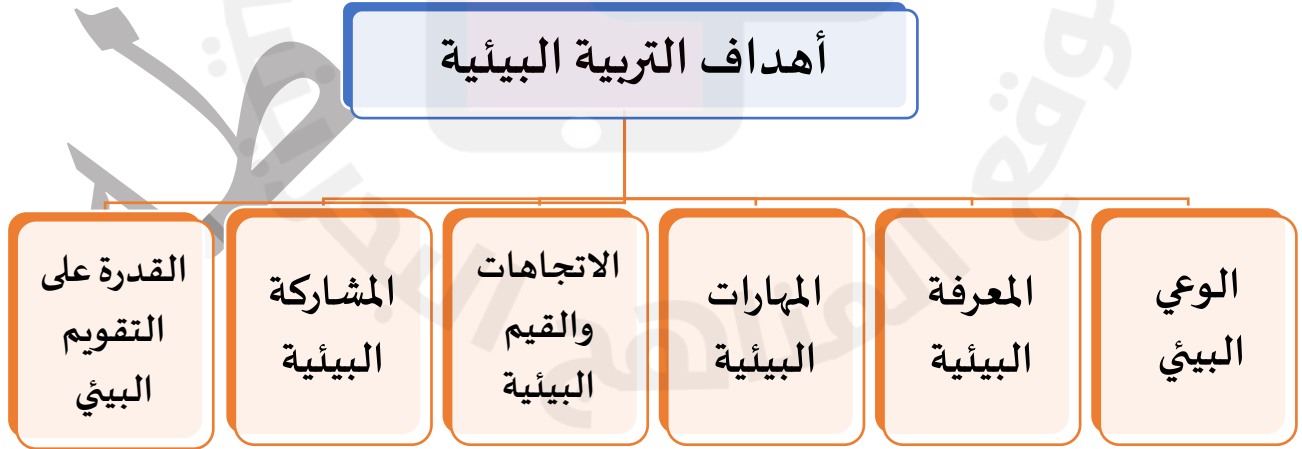 أهداف التربية البيئية
الوعي
البيئي
المعرفة
البيئية
المهارات
البيئية
الاتجاهات
والقيم
البيئية
المشاركة
البيئية
القدرة على
التقويم
البيئي